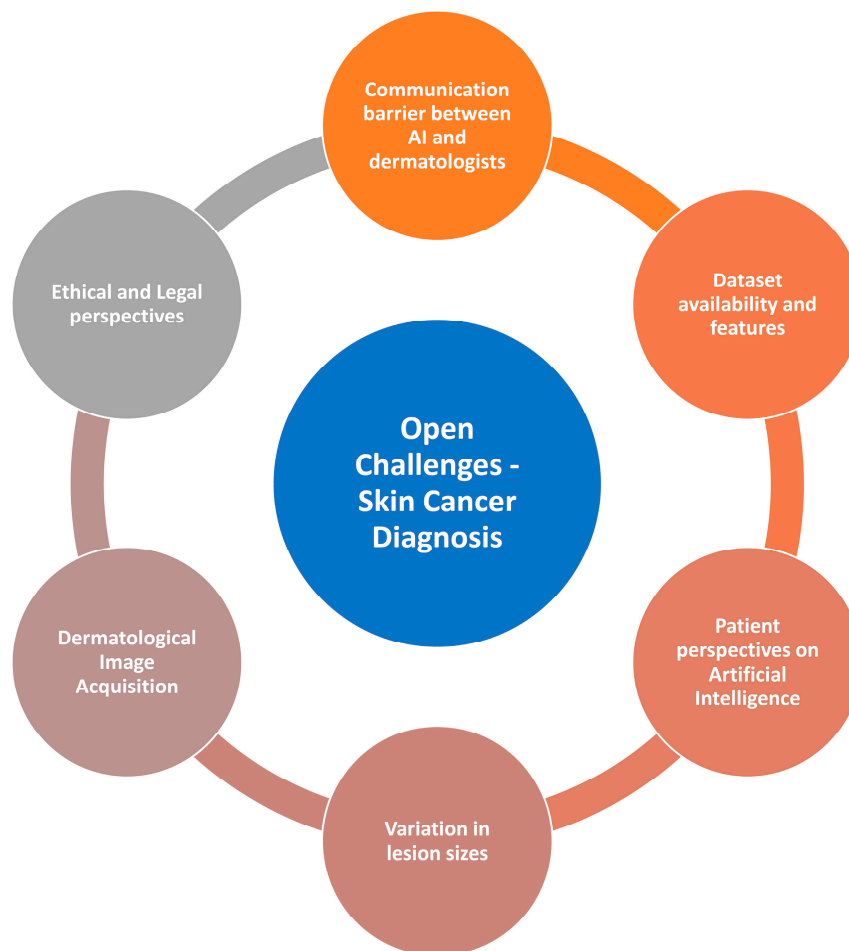 Communication
barrier between
AI and
dermatologists
Dataset
availability and
features
Patient
perspectives on
Artificial
Intelligence
Variation in
lesion sizes
Dermatological
Image
Acquisition
Ethical and Legal
perspectives
Open
Challenges -
Skin Cancer
Diagnosis